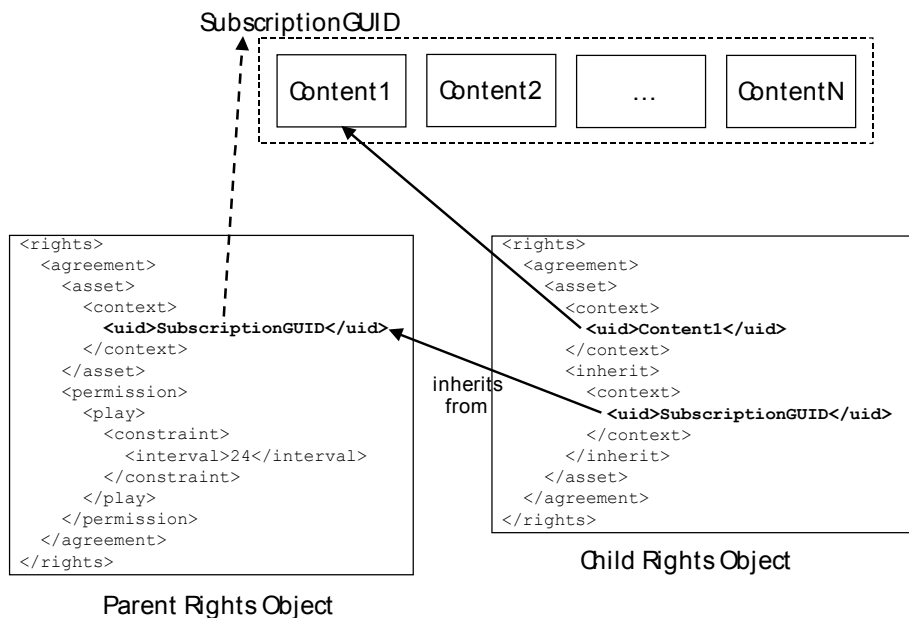 SubscriptionGUID
Content1
Content2
...
ContentN
<rights>
<agreement>
<asset>
<context>
<uid>SubscriptionGUID</uid>
</context>
</asset>
<permission>
<play>
<constraint>
<interval>24</interval>
</constraint>
</play>
</permission>
</agreement>
</rights>
Parent Rights Object
inherits
from
<rights>
<agreement>
<asset>
<context>
<uid>Content1</uid>
</context>
<inherit>
<context>
<uid>SubscriptionGUID</uid>
</context>
</inherit>
</asset>
</agreement>
</rights>
Child Rights Object